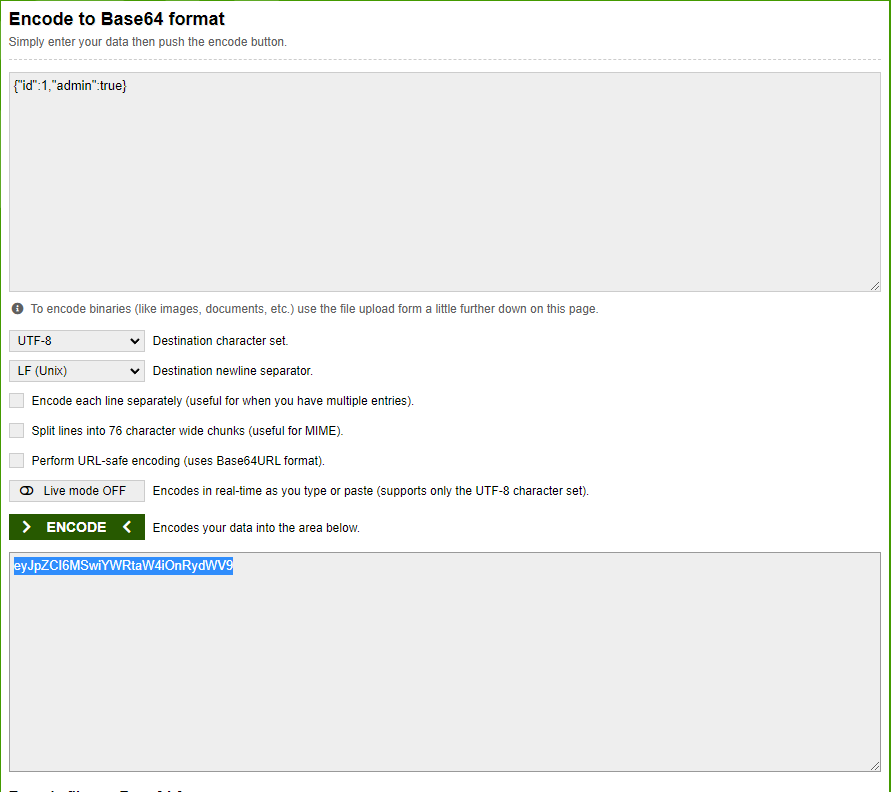 Encode to Base64 format
Simply enter your data then push the encode button.
{"id":1,"admin":true}
To encode binaries (like images, documents, etc.) use the file upload form a little further down on this page.
UTF-8 Destination character set.
LF (Unix) Destination newline separator.
Encode each line separately (useful for when you have multiple entries).
Split lines into 76 character wide chunks (useful for MIME).
Perform URL-safe encoding (uses Base64URL format).
Live mode OFF Encodes in real-time as you type or paste (supports only the UTF-8 character set).
ENCODE Encodes your data into the area below.
eyJpZCI6MSwiYWRtaW4iOnRydWV9